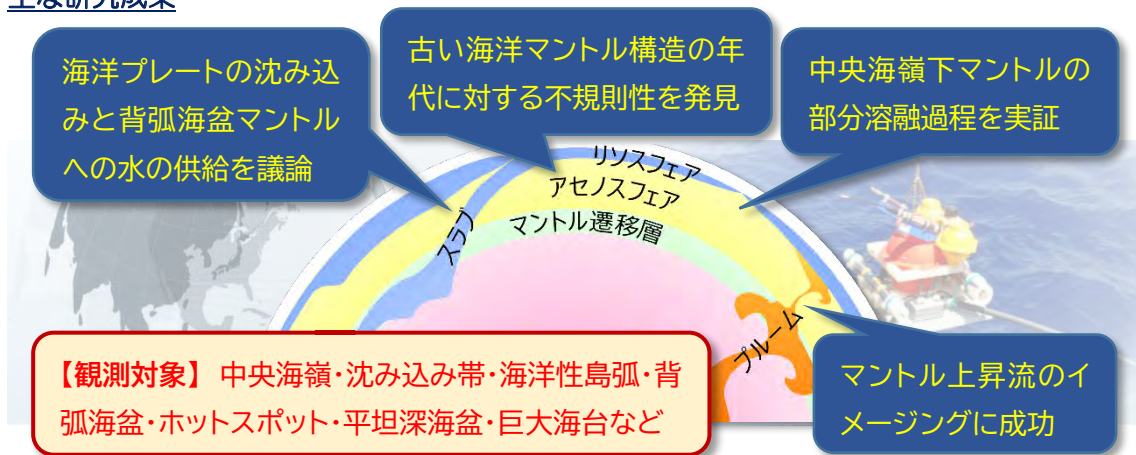 主な研究成果
海洋プレートの沈み込
みと背弧海盆マントル
への水の供給を議論
古い海洋マントル構造の年
代に対する不規則性を発見
中央海嶺下マントルの
部分溶融過程を実証
リソスフェア
アセノスフェア
マントル遷移層
スラブ
プルーム
【観測対象】 中央海嶺・沈み込み帯・海洋性島弧・背
弧海盆・ホットスポット・平坦深海盆・巨大海台など
マントル上昇流のイ
メージングに成功